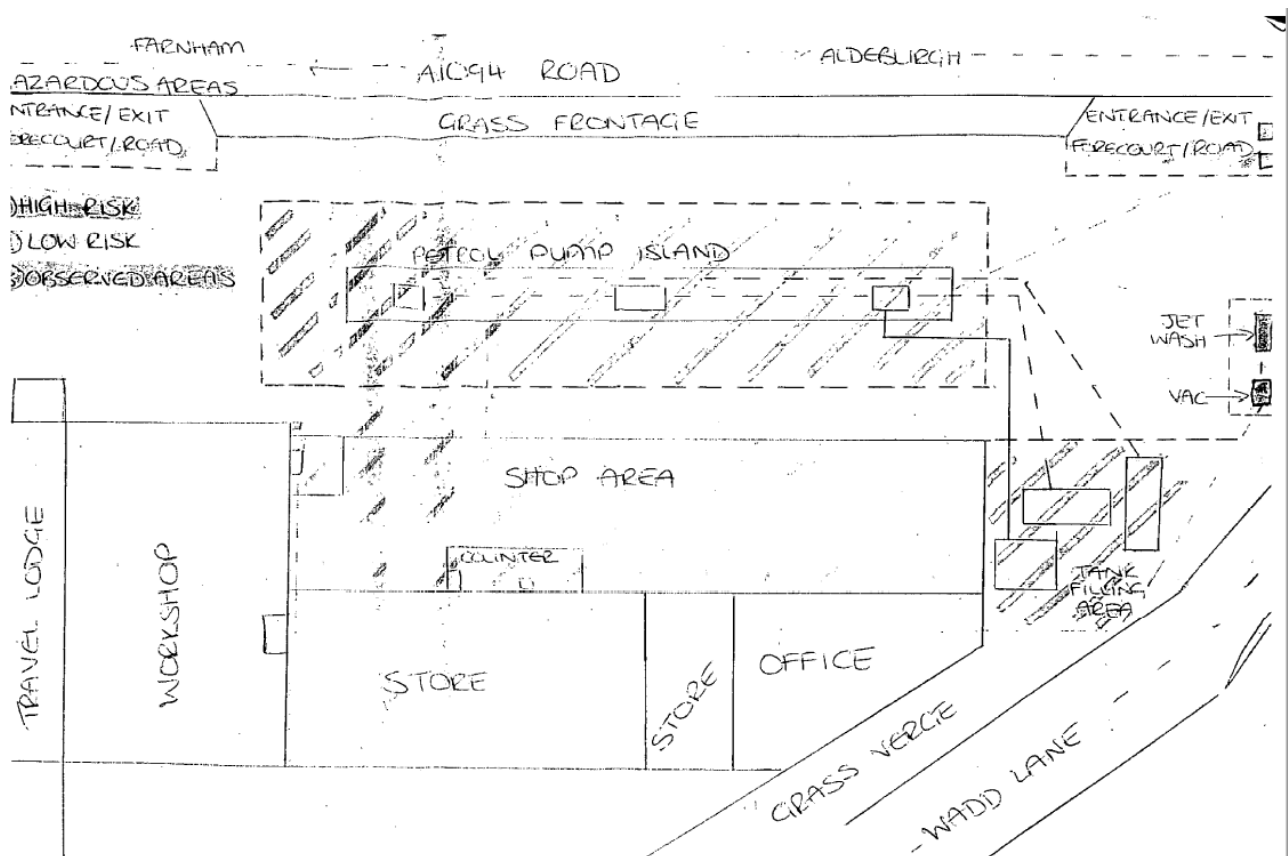 FARNHAM
ALDEBURGH
A1094 ROAD
AZARDOUS AREAS
NTRANCE/EXIT
ORECOURT/ROAD
GRASS FRONTAGE
ENTRANCE/EXIT
FORECOURT/ROAD
)HIGH RISK
)LOW RISK
)OBSERVED AREAS
PETROL PUMP ISLAND
JET
WASH
VAC
SHOP AREA
COUNTER
TANK
FILLING
AREA
TRAVEL LODGE
WORKSHOP
STORE
STORE
OFFICE
GRASS VERGE
WADD LANE